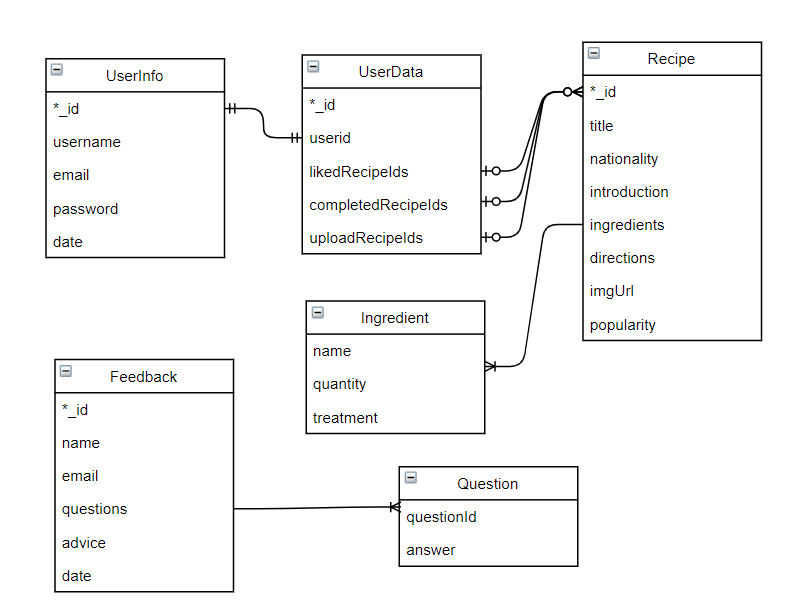 UserInfo
*_id
username
email
password
date
UserData
*_id
userid
likedRecipeIds
completedRecipeIds
uploadRecipeIds
Recipe
*_id
title
nationality
introduction
ingredients
directions
imgUrl
popularity
Ingredient
name
quantity
treatment
Feedback
*_id
name
email
questions
advice
date
Question
questionId
answer